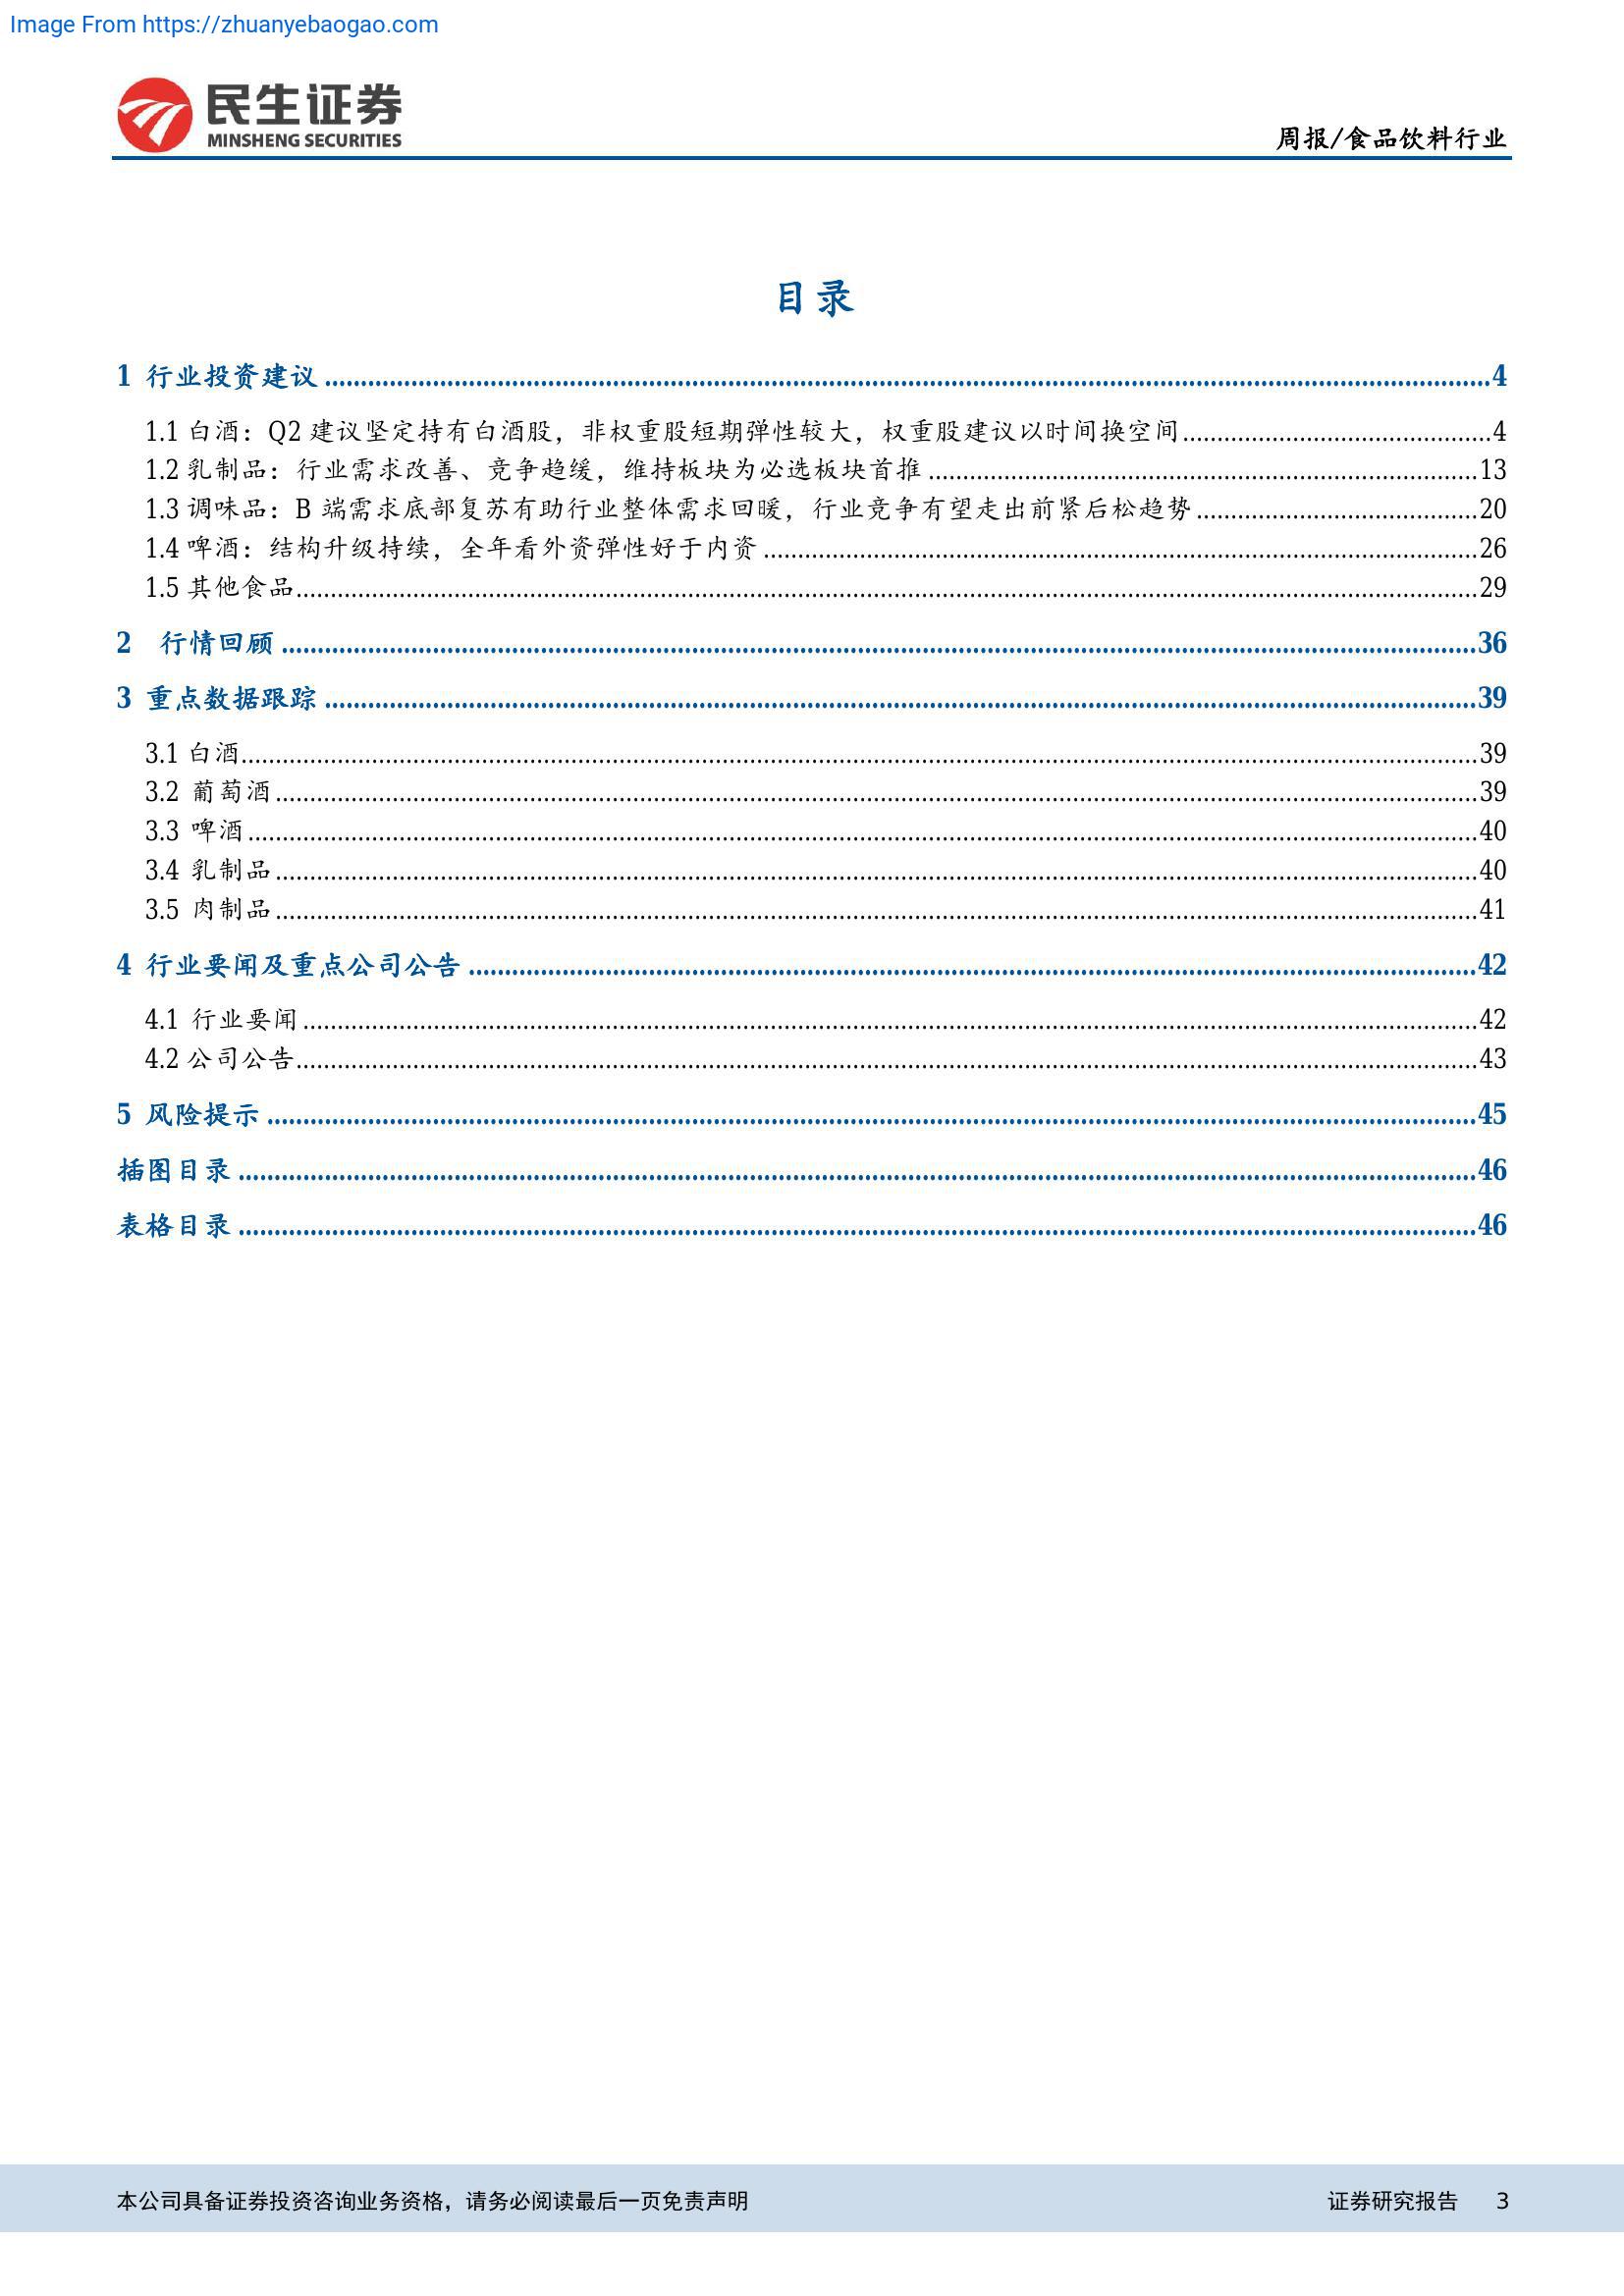 Image From https://zhuanyebaogao.com
民生证券
MINSHENG SECURITIES
周报/食品饮料行业
目录
1 行业投资建议 4
1.1 白酒：Q2 建议坚定持有白酒股，非权重股短期弹性较大，权重股建议以时间换空间 4
1.2 乳制品：行业需求改善、竞争趋缓，维持板块为必选板块首推 13
1.3 调味品：B 端需求底部复苏有助行业整体需求回暖，行业竞争有望走出前紧后松趋势 20
1.4 啤酒：结构升级持续，全年看外资弹性好于内资 26
1.5 其他食品 29
2 行情回顾 36
3 重点数据跟踪 39
3.1 白酒 39
3.2 葡萄酒 39
3.3 啤酒 40
3.4 乳制品 40
3.5 肉制品 41
4 行业要闻及重点公司公告 42
4.1 行业要闻 42
4.2 公司公告 43
5 风险提示 45
插图目录 46
表格目录 46
本公司具备证券投资咨询业务资格，请务必阅读最后一页免责声明 证券研究报告 3